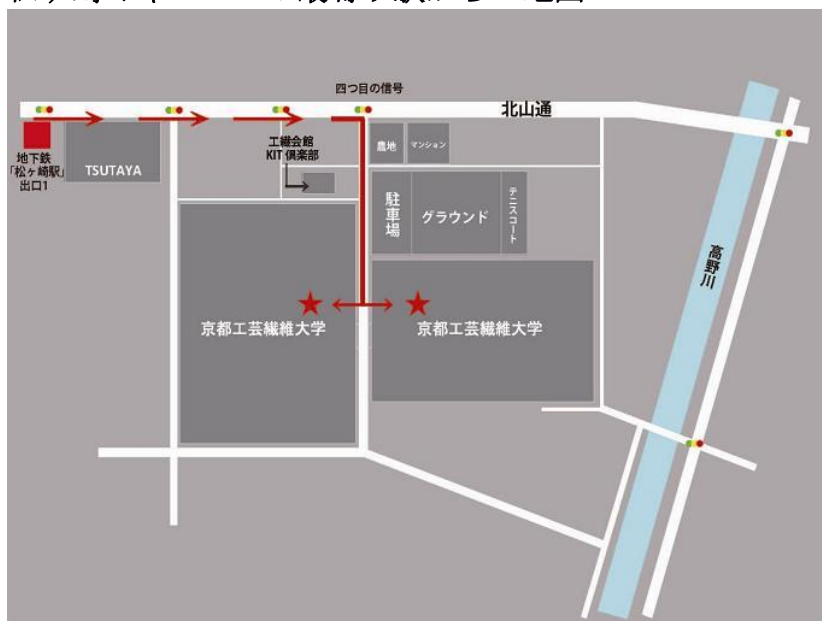 四つ目の信号
北山通
地下鉄
「松ヶ崎駅」
出口1
TSUTAYA
工繊会館
KIT 倶楽部
農地
マンション
駐車場
グラウンド
テニスコート
高野川
京都工芸繊維大学
京都工芸繊維大学